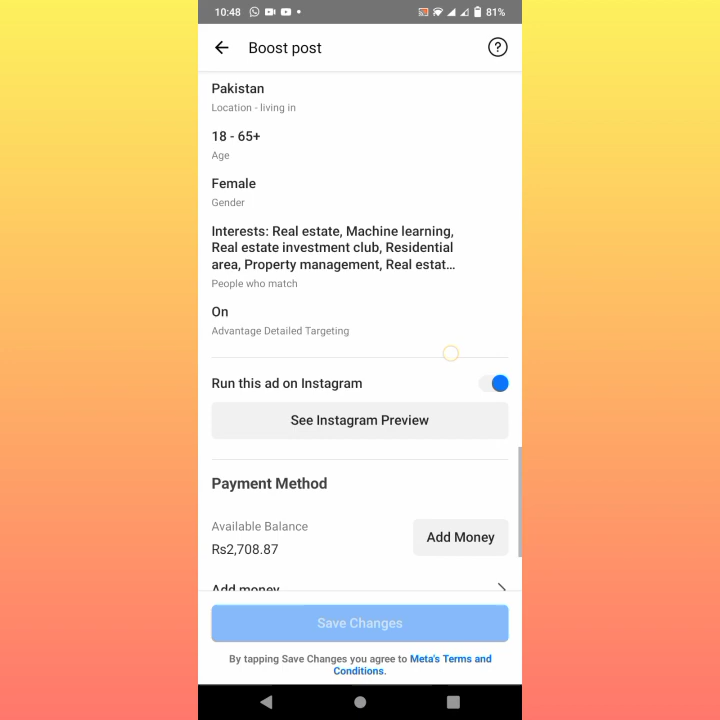 10:48
81%
Boost post
Pakistan
Location - living in
18 - 65+
Age
Female
Gender
Interests: Real estate, Machine learning,
Real estate investment club, Residential
area, Property management, Real estat...
People who match
On
Advantage Detailed Targeting
Run this ad on Instagram
See Instagram Preview
Payment Method
Available Balance
Rs2,708.87
Add Money
Add money
Save Changes
By tapping Save Changes you agree to Meta's Terms and
Conditions.